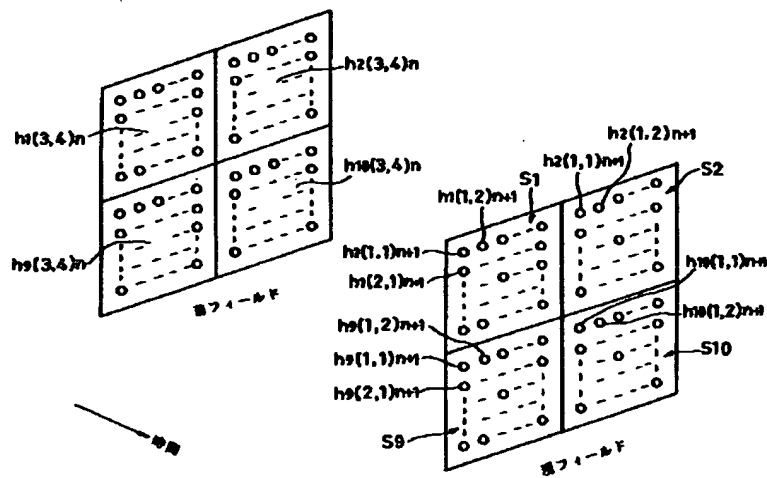 h2(3,4)n
h1(3,4)n
h10(3,4)n
h9(3,4)n
フィールド
h2(1,2)n+1
h2(1,1)n+1
S2
S1
h1(1,2)n+1
h2(1,1)n+1
h1(2,1)n+1
h10(1,1)n+1
h9(1,2)n+1
h10(1,2)n+1
h9(1,1)n+1
S10
h9(2,1)n+1
S9
時間
現フィールド